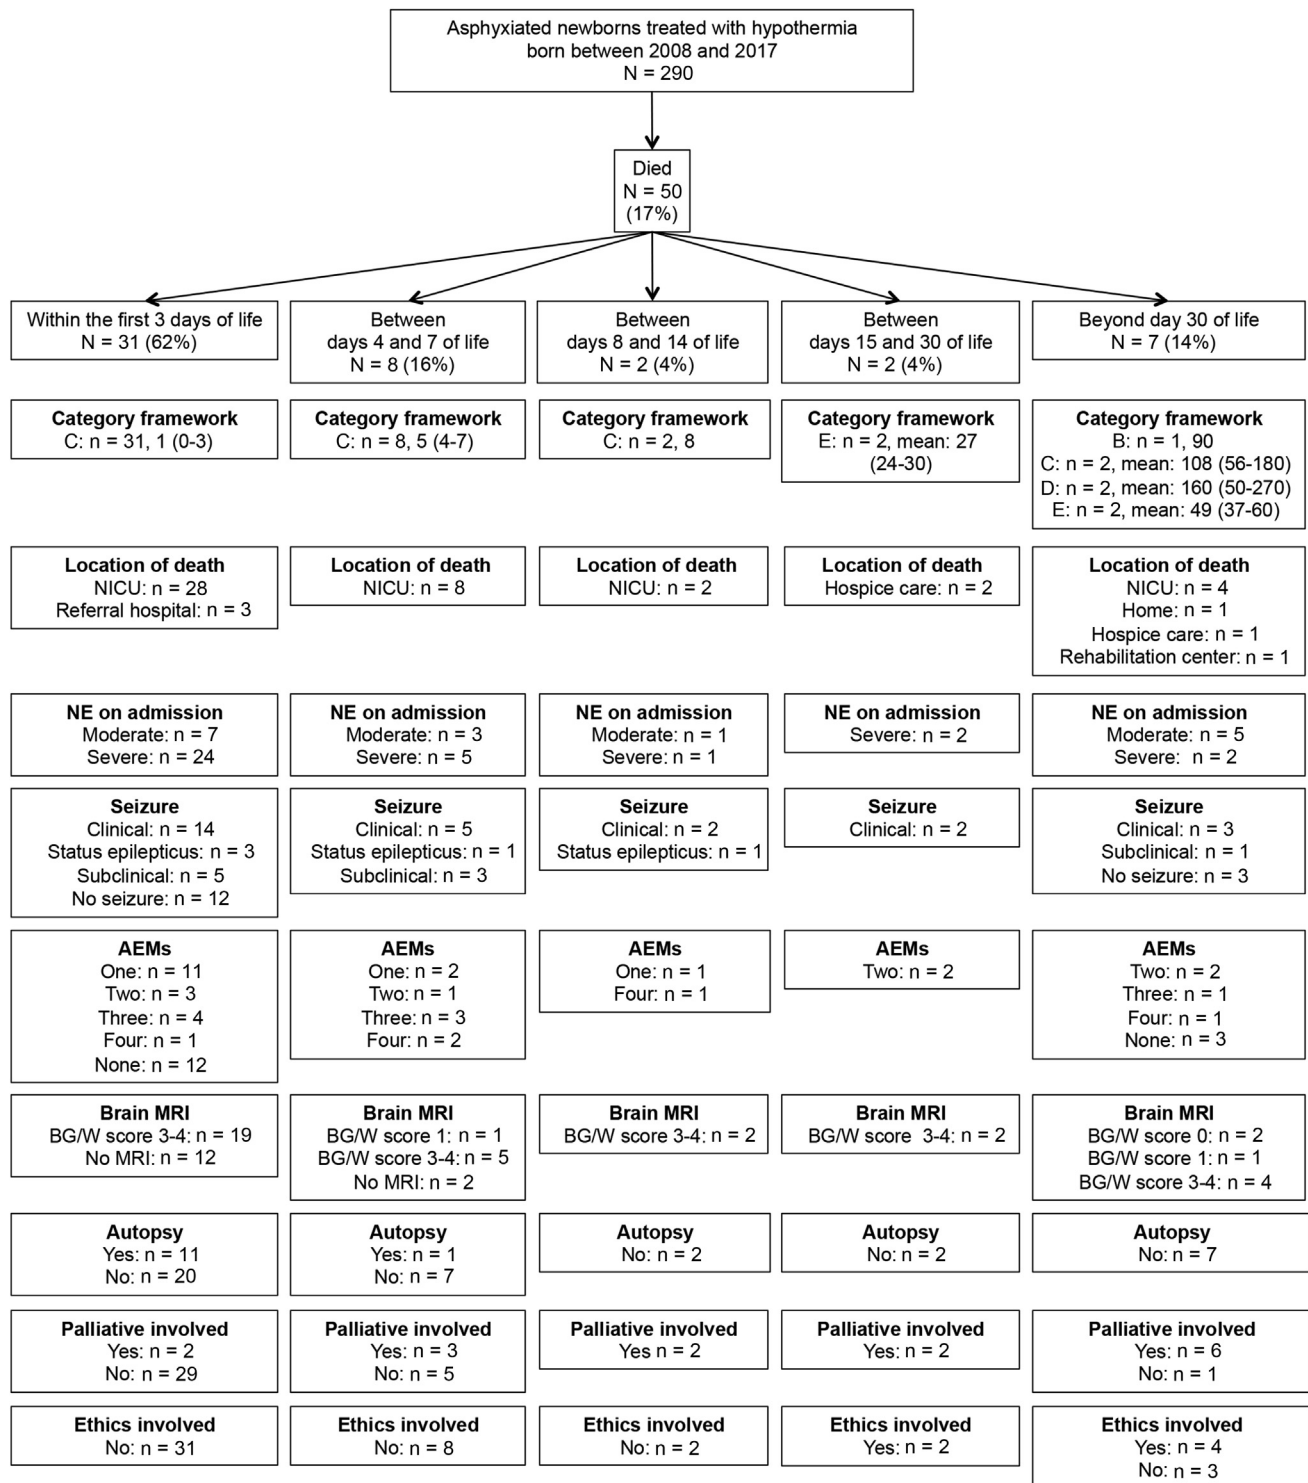 Asphyxiated newborns treated with hypothermia
born between 2008 and 2017
N = 290
Died
N = 50
(17%)
Within the first 3 days of life
N = 31 (62%)
Between
days 4 and 7 of life
N = 8 (16%)
Between
days 8 and 14 of life
N = 2 (4%)
Between
days 15 and 30 of life
N = 2 (4%)
Beyond day 30 of life
N = 7 (14%)
Category framework
C: n = 31, 1 (0-3)
Category framework
C: n = 8, 5 (4-7)
Category framework
C: n = 2, 8
Category framework
E: n = 2, mean: 27
(24-30)
Category framework
B: n = 1, 90
C: n = 2, mean: 108 (56-180)
D: n = 2, mean: 160 (50-270)
E: n = 2, mean: 49 (37-60)
Location of death
NICU: n = 28
Referral hospital: n = 3
Location of death
NICU: n = 8
Location of death
NICU: n = 2
Location of death
Hospice care: n = 2
Location of death
NICU: n = 4
Home: n = 1
Hospice care: n = 1
Rehabilitation center: n = 1
NE on admission
Moderate: n = 7
Severe: n = 24
NE on admission
Moderate: n = 3
Severe: n = 5
NE on admission
Moderate: n = 1
Severe: n = 1
NE on admission
Severe: n = 2
NE on admission
Moderate: n = 5
Severe: n = 2
Seizure
Clinical: n = 14
Status epilepticus: n = 3
Subclinical: n = 5
No seizure: n = 12
Seizure
Clinical: n = 5
Status epilepticus: n = 1
Subclinical: n = 3
Seizure
Clinical: n = 2
Status epilepticus: n = 1
Seizure
Clinical: n = 2
Seizure
Clinical: n = 3
Subclinical: n = 1
No seizure: n = 3
AEMs
One: n = 11
Two: n = 3
Three: n = 4
Four: n = 1
None: n = 12
AEMs
One: n = 2
Two: n = 1
Three: n = 3
Four: n = 2
AEMs
One: n = 1
Four: n = 1
AEMs
Two: n = 2
AEMs
Two: n = 2
Three: n = 1
Four: n = 1
None: n = 3
Brain MRI
BG/W score 3-4: n = 19
No MRI: n = 12
Brain MRI
BG/W score 1: n = 1
BG/W score 3-4: n = 5
No MRI: n = 2
Brain MRI
BG/W score 3-4: n = 2
Brain MRI
BG/W score 3-4: n = 2
Brain MRI
BG/W score 0: n = 2
BG/W score 1: n = 1
BG/W score 3-4: n = 4
Autopsy
Yes: n = 11
No: n = 20
Autopsy
Yes: n = 1
No: n = 7
Autopsy
No: n = 2
Autopsy
No: n = 2
Autopsy
No: n = 7
Palliative involved
Yes: n = 2
No: n = 29
Palliative involved
Yes: n = 3
No: n = 5
Palliative involved
Yes n = 2
Palliative involved
Yes: n = 2
Palliative involved
Yes: n = 6
No: n = 1
Ethics involved
No: n = 31
Ethics involved
No: n = 8
Ethics involved
No: n = 2
Ethics involved
Yes: n = 2
Ethics involved
Yes: n = 4
No: n = 3